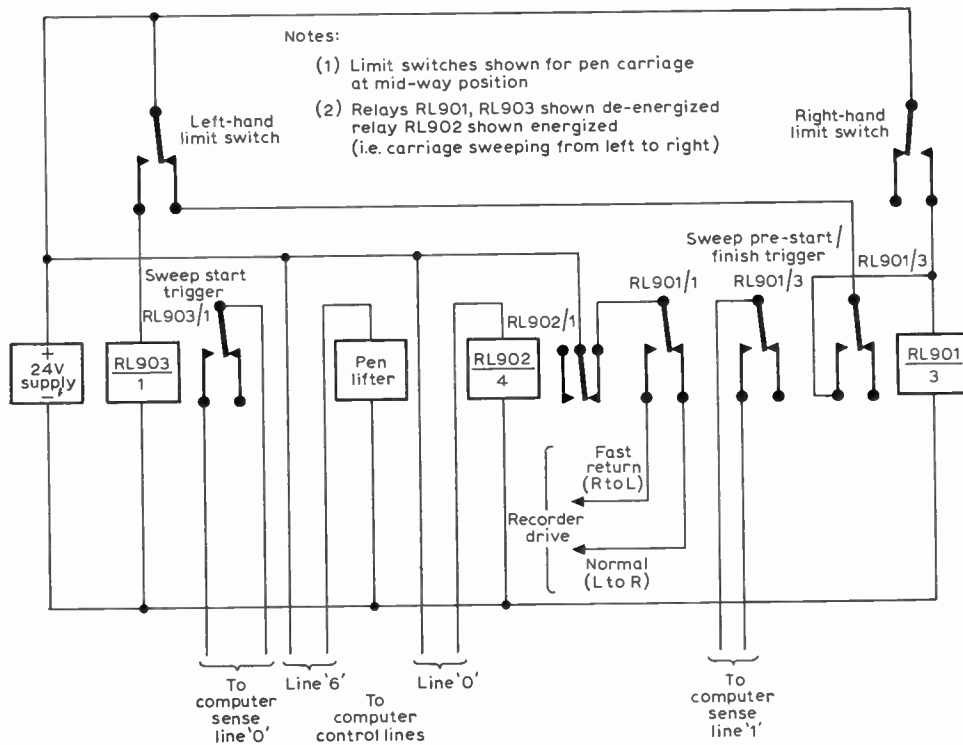 Notes:
(1) Limit switches shown for pen carriage
at mid-way position
(2) Relays RL901, RL903 shown de-energized
relay RL902 shown energized
(i.e. carriage sweeping from left to right)
Left-hand
limit switch
Right-hand
limit switch
Sweep start
trigger
RL903/1
Sweep pre-start/
finish trigger
RL901/3
RL901/3
RL901/1
RL902/1
+
24V
supply
-
RL903
1
Pen
lifter
RL902
4
RL901
3
Fast
return
(R to L)
Recorder
drive
Normal
(L to R)
To
computer
sense
line '0'
Line '6'
To
computer
control lines
Line '0'
To
computer
sense
line '1'